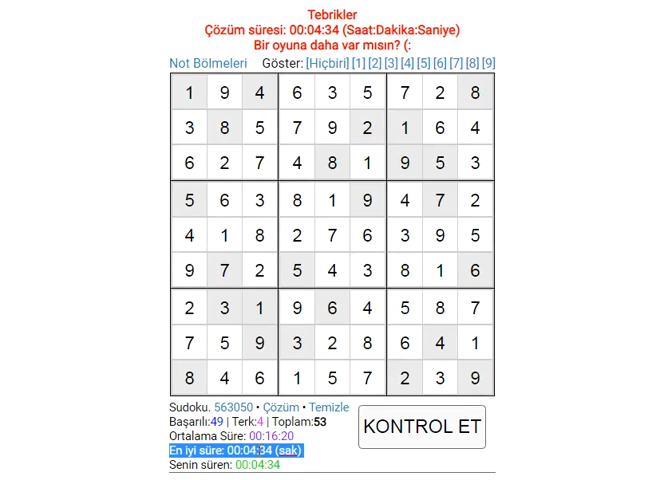 Tebrikler
Çözüm süresi: 00:04:34 (Saat:Dakika:Saniye)
Bir oyuna daha var mısın? (:
Not Bölmeleri Göster: [Hiçbiri] [1] [2] [3] [4] [5] [6] [7] [8] [9]
1 9 4 6 3 5 7 2 8
3 8 5 7 9 2 1 6 4
6 2 7 4 8 1 9 5 3
5 6 3 8 1 9 4 7 2
4 1 8 2 7 6 3 9 5
9 7 2 5 4 3 8 1 6
2 3 1 9 6 4 5 8 7
7 5 9 3 2 8 6 4 1
8 4 6 1 5 7 2 3 9
Sudoku. 563050 • Çözüm • Temizle
Başarılı:49 | Terk:4 | Toplam:53
Ortalama Süre: 00:16:20
En iyi süre: (sak)
Senin süren: 00:04:34
KONTROL ET